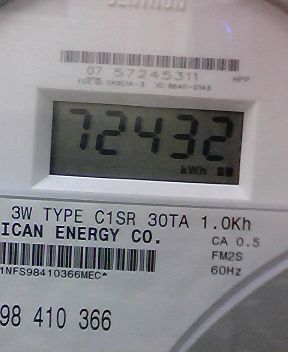 07 57245311
HPP
72432
kWh
3W TYPE C1SR 30TA 1.0Kh
ICAN ENERGY CO.
CA 0.5
FM2S
60Hz
1NFS98410366MEC*
98 410 366